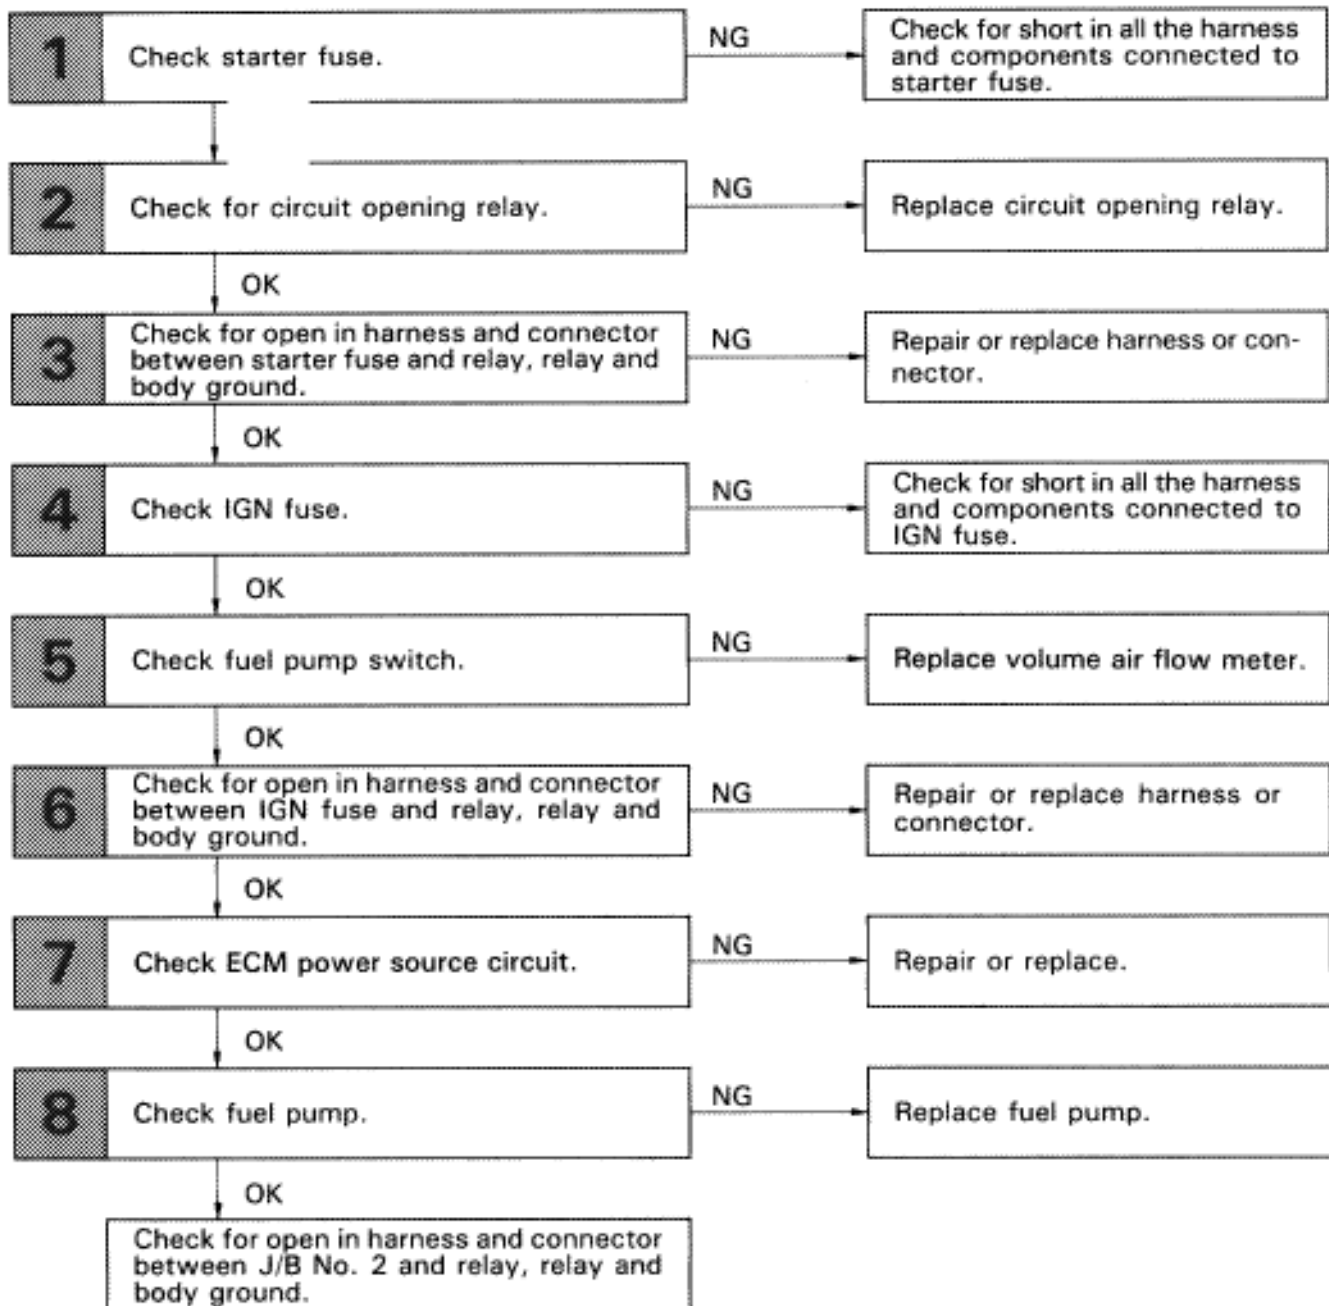 1
Check starter fuse.
NG
Check for short in all the harness
and components connected to
starter fuse.
2
Check for circuit opening relay.
NG
Replace circuit opening relay.
OK
3
Check for open in harness and connector
between starter fuse and relay, relay and
body ground.
NG
Repair or replace harness or con-
nector.
OK
4
Check IGN fuse.
NG
Check for short in all the harness
and components connected to
IGN fuse.
OK
5
Check fuel pump switch.
NG
Replace volume air flow meter.
OK
6
Check for open in harness and connector
between IGN fuse and relay, relay and
body ground.
NG
Repair or replace harness or
connector.
OK
7
Check ECM power source circuit.
NG
Repair or replace.
OK
8
Check fuel pump.
NG
Replace fuel pump.
OK
Check for open in harness and connector
between J/B No. 2 and relay, relay and
body ground.